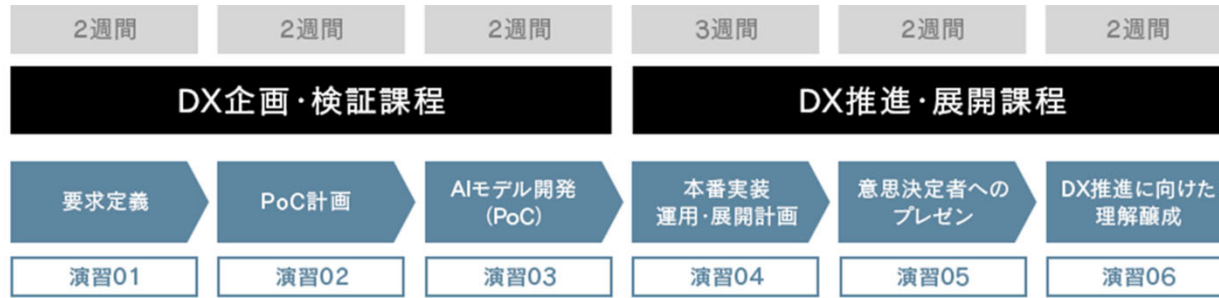 2週間 2週間 2週間 3週間 2週間 2週間
DX企画・検証課程 DX推進・展開課程
要求定義
PoC計画
AIモデル開発
(PoC)
本番実装
運用・展開計画
意思決定者への
プレゼン
DX推進に向けた
理解醸成
演習01 演習02 演習03 演習04 演習05 演習06